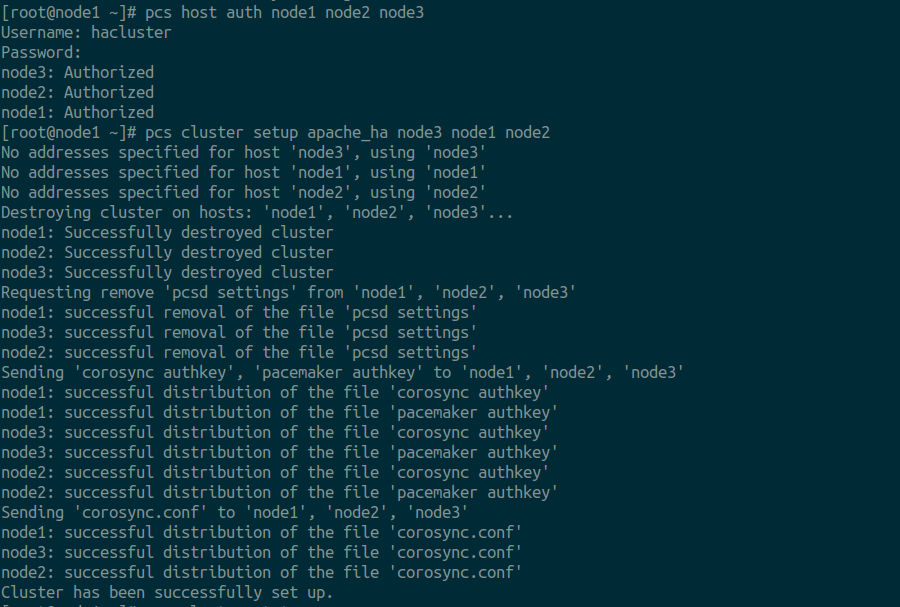 [root@node1 ~]# pcs host auth node1 node2 node3
Username: hacluster
Password:
node3: Authorized
node2: Authorized
node1: Authorized
[root@node1 ~]# pcs cluster setup apache_ha node3 node1 node2
No addresses specified for host 'node3', using 'node3'
No addresses specified for host 'node1', using 'node1'
No addresses specified for host 'node2', using 'node2'
Destroying cluster on hosts: 'node1', 'node2', 'node3'...
node1: Successfully destroyed cluster
node2: Successfully destroyed cluster
node3: Successfully destroyed cluster
Requesting remove 'pcsd settings' from 'node1', 'node2', 'node3'
node1: successful removal of the file 'pcsd settings'
node3: successful removal of the file 'pcsd settings'
node2: successful removal of the file 'pcsd settings'
Sending 'corosync authkey', 'pacemaker authkey' to 'node1', 'node2', 'node3'
node1: successful distribution of the file 'corosync authkey'
node1: successful distribution of the file 'pacemaker authkey'
node3: successful distribution of the file 'corosync authkey'
node3: successful distribution of the file 'pacemaker authkey'
node2: successful distribution of the file 'corosync authkey'
node2: successful distribution of the file 'pacemaker authkey'
Sending 'corosync.conf' to 'node1', 'node2', 'node3'
node1: successful distribution of the file 'corosync.conf'
node3: successful distribution of the file 'corosync.conf'
node2: successful distribution of the file 'corosync.conf'
Cluster has been successfully set up.